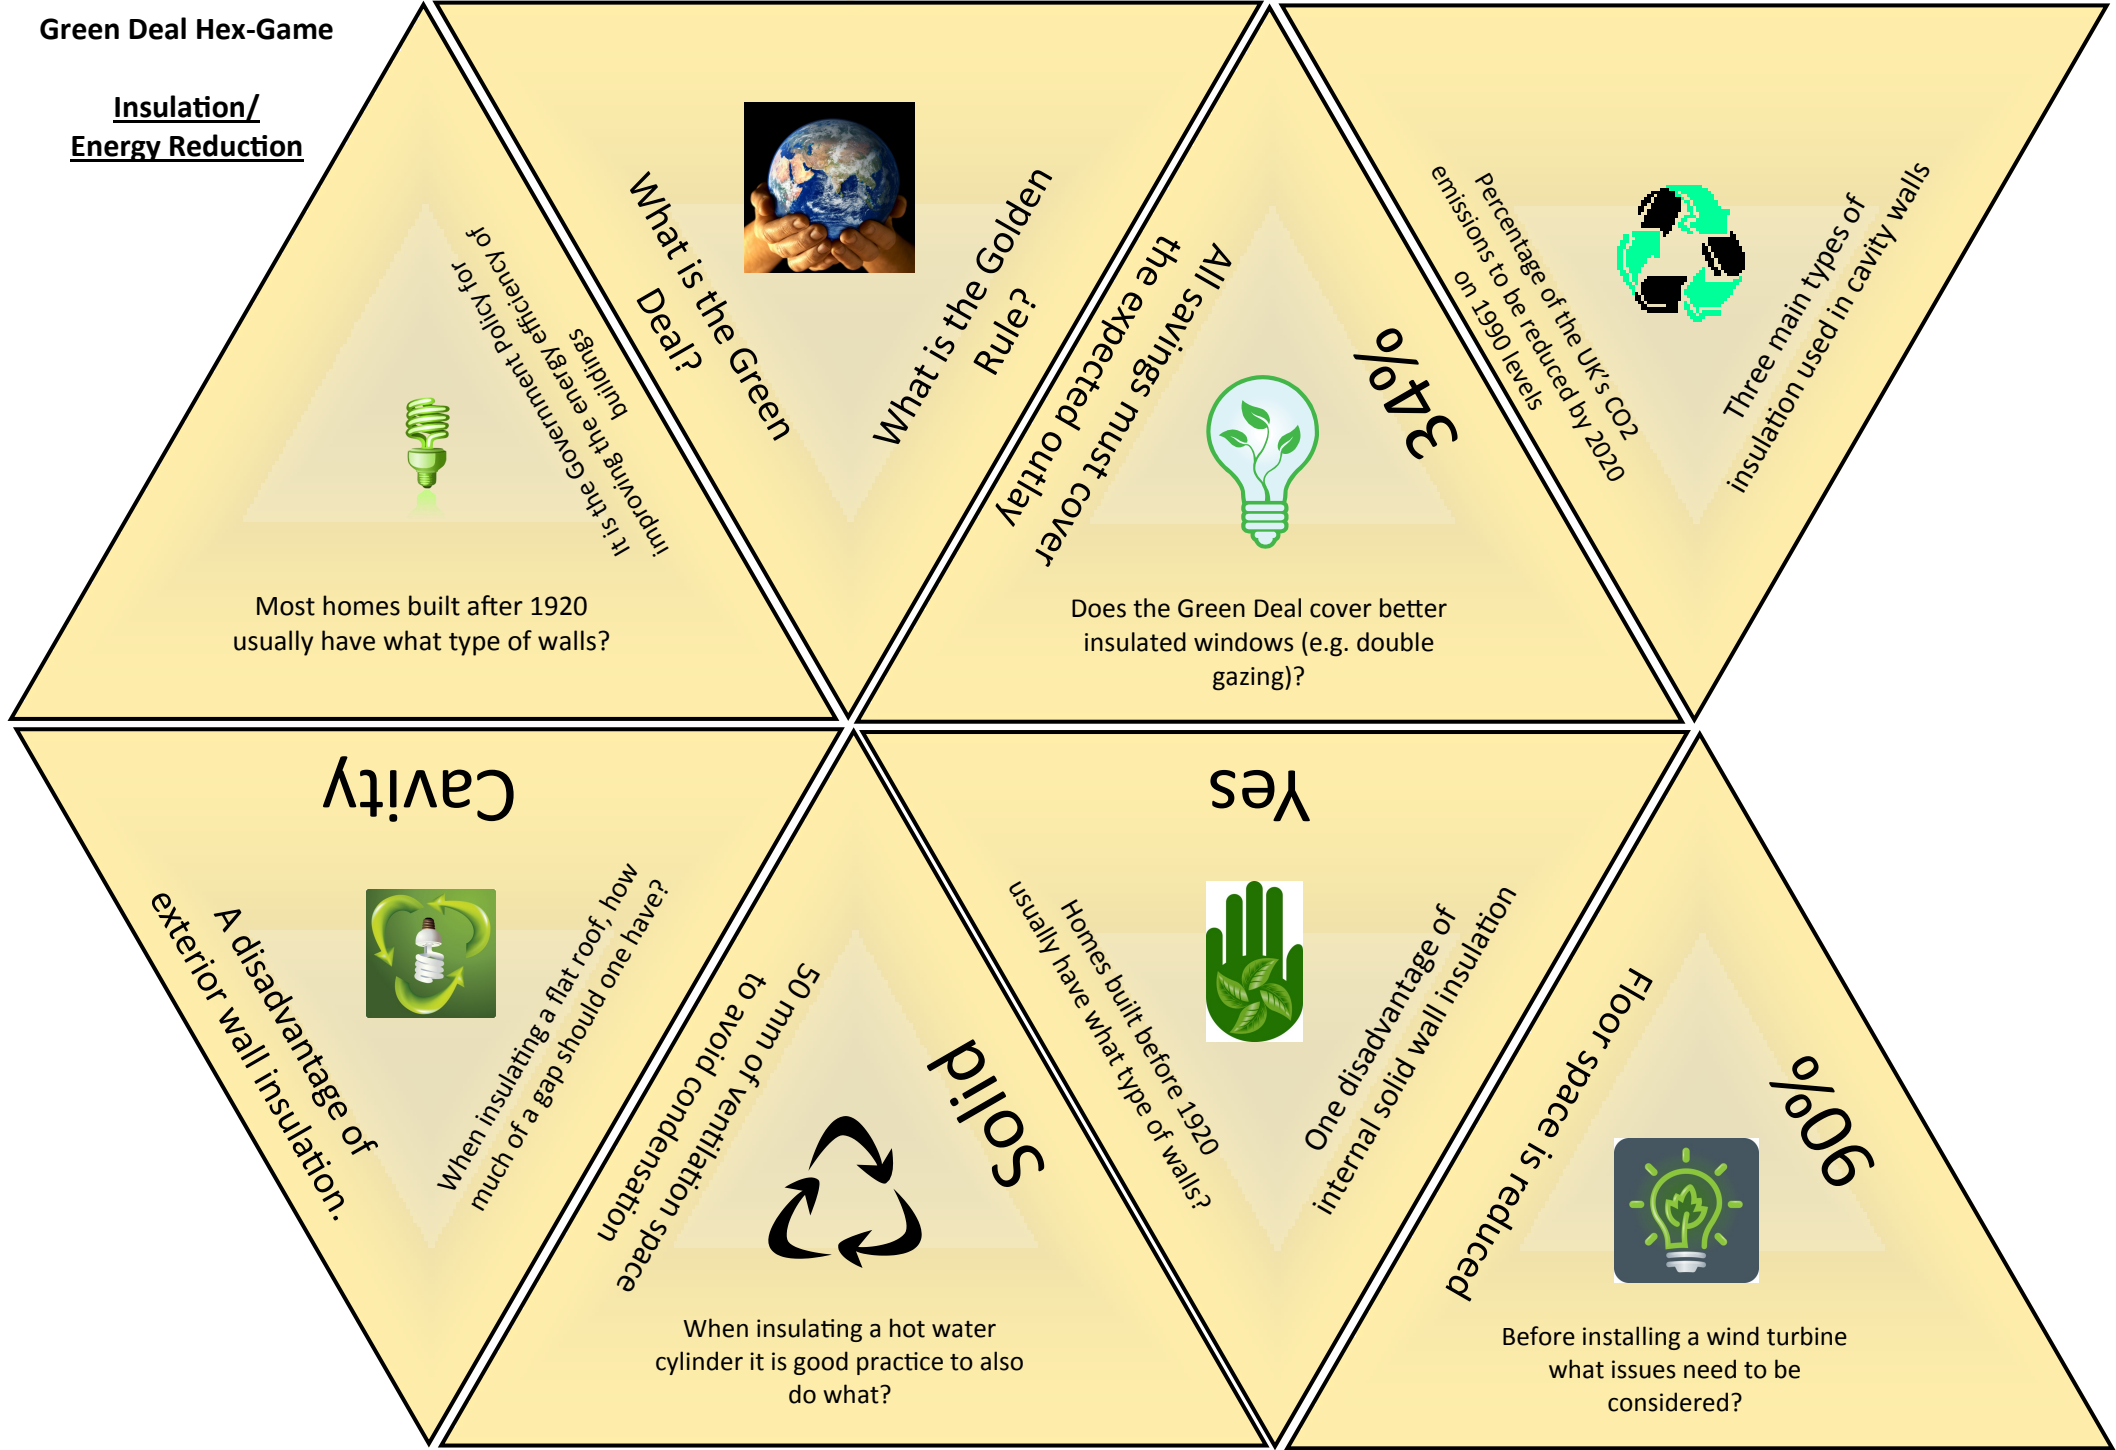 Green Deal Hex-Game
Insulation/
Energy Reduction
It is the Government Policy for
improving the energy efficiency of
buildings
Most homes built after 1920
usually have what type of walls?
What is the Green
Deal?
What is the Golden
Rule?
All savings must cover
the expected outlay
34%
Does the Green Deal cover better
insulated windows (e.g. double
gazing)?
Percentage of the UK's CO2
emissions to be reduced by 2020
on 1990 levels
Three main types of
insulation used in cavity walls
Cavity
A disadvantage of
exterior wall insulation.
When insulating a flat roof, how
much of a gap should one have?
50 mm of ventilation space
to avoid condensation
Solid
When insulating a hot water
cylinder it is good practice to also
do what?
Yes
Homes built before 1920
usually have what type of walls?
One disadvantage of
internal solid wall insulation
Floor space is reduced
90%
Before installing a wind turbine
what issues need to be
considered?